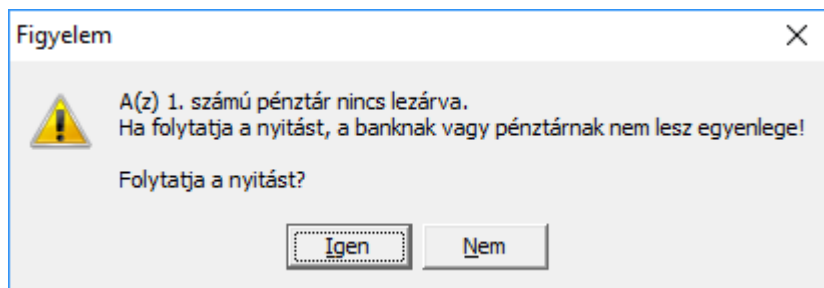 Figyelem
A(z) 1. számú pénztár nincs lezárva.
Ha folytatja a nyitást, a banknak vagy pénztárnak nem lesz egyenlege!
Folytatja a nyitást?
Igen
Nem